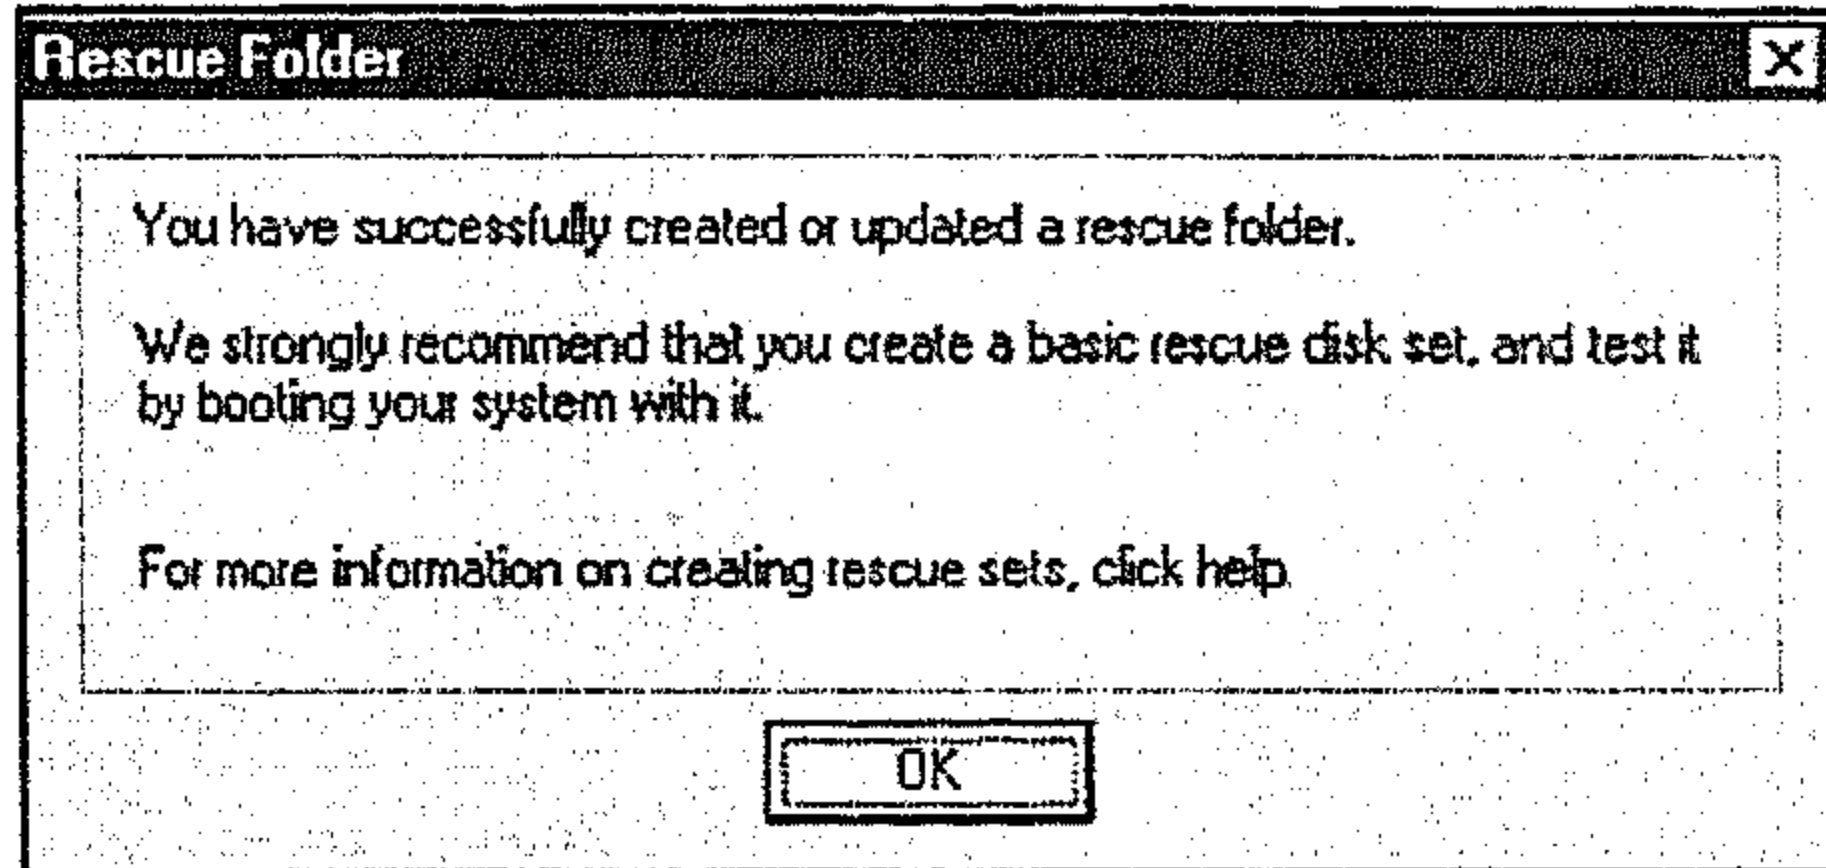 Rescue Folder
You have successfully created or updated a rescue folder.
We strongly recommend that you create a basic rescue disk set, and test it
by booting your system with it.
For more information on creating rescue sets, click help.
OK